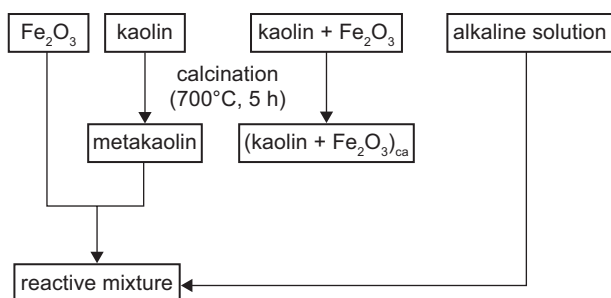 Fe₂O₃ kaolin kaolin + Fe₂O₃ alkaline solution
calcination
(700°C, 5 h)
metakaolin (kaolin + Fe₂O₃)ca
reactive mixture